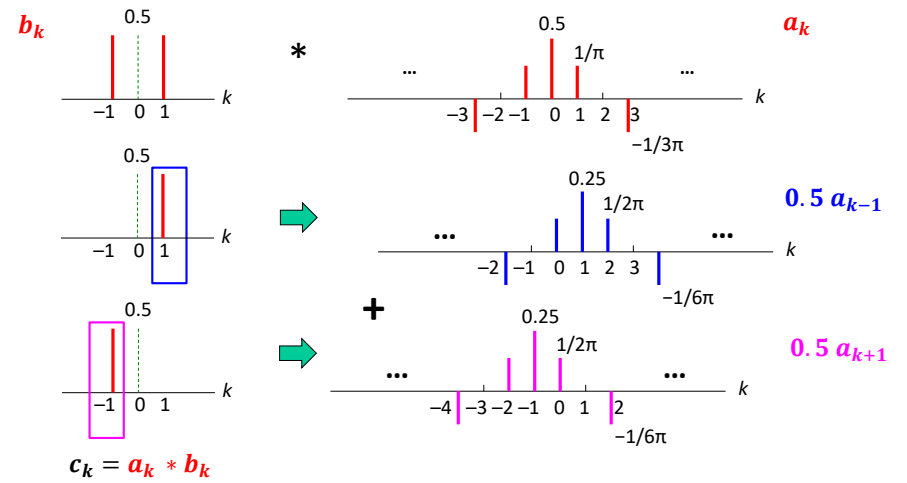 b_k
0.5
−1 0 1 k
*
a_k
0.5
1/π
... ...
−3 −2 −1 0 1 2 3 k
−1/3π
0.5
−1 0 1 k
0.25
1/2π
0.5 a_{k−1}
... ...
−2 −1 0 1 2 3 k
−1/6π
+
0.5
−1 0 1 k
0.25
1/2π
0.5 a_{k+1}
... ...
−4 −3 −2 −1 0 1 2 k
−1/6π
c_k = a_k * b_k